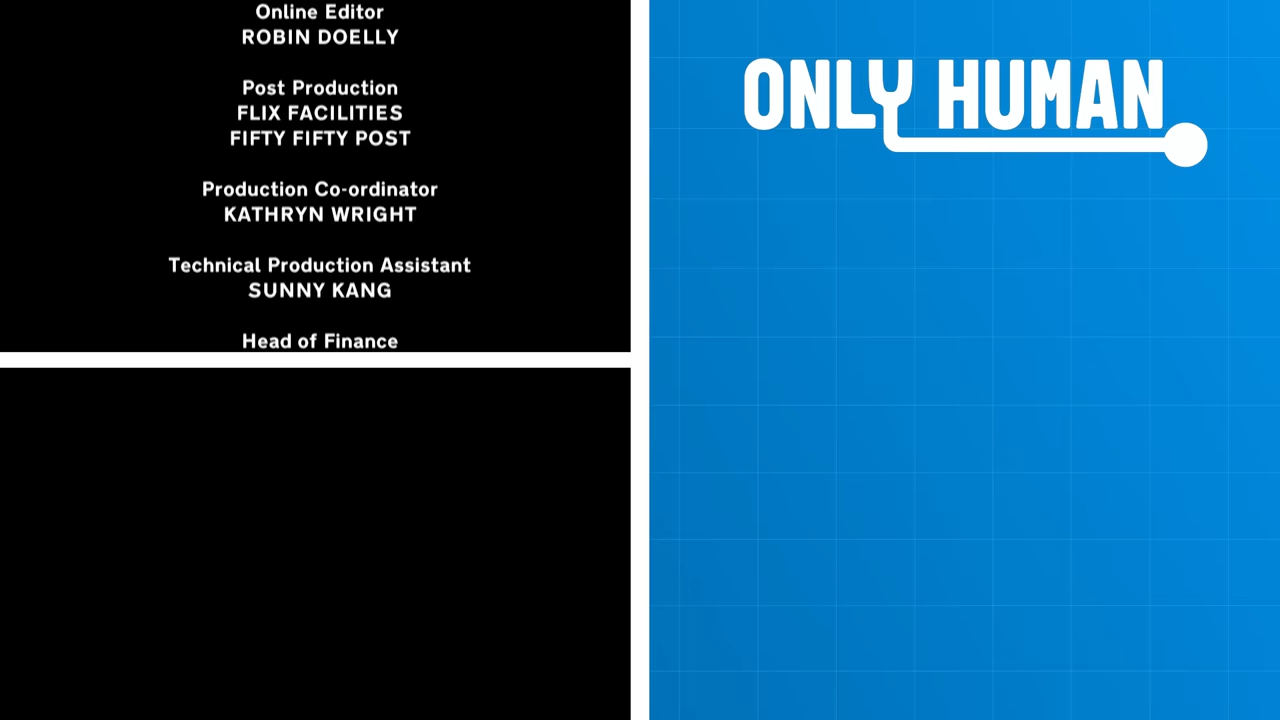 Online Editor
ROBIN DOELLY
Post Production
FLIX FACILITIES
FIFTY FIFTY POST
Production Co-ordinator
KATHRYN WRIGHT
Technical Production Assistant
SUNNY KANG
Head of Finance
ONLY HUMAN